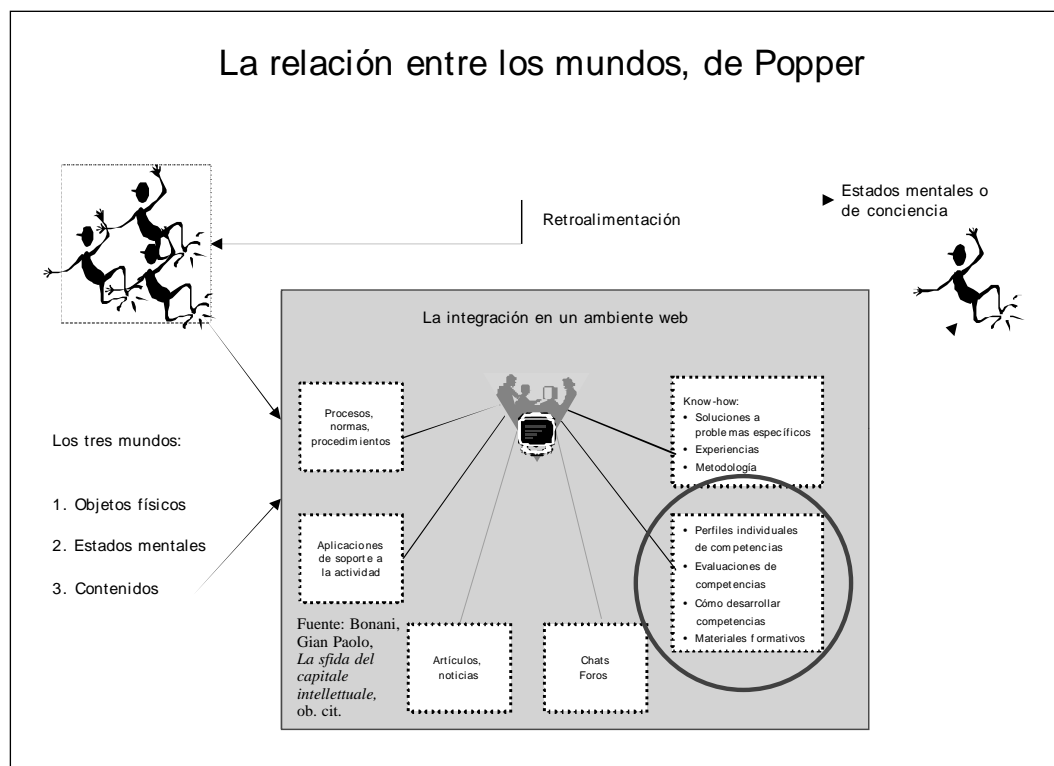 La relación entre los mundos, de Popper
Estados mentales o
de conciencia
Retroalimentación
La integración en un ambiente web
Procesos,
normas,
procedimientos
Know-how:
• Soluciones a
problemas específicos
• Experiencias
• Metodología
Los tres mundos:
1. Objetos físicos
2. Estados mentales
3. Contenidos
Aplicaciones
de soporte a
la actividad
• Perfiles individuales
de competencias
• Evaluaciones de
competencias
• Cómo desarrollar
competencias
• Materiales formativos
Fuente: Bonani,
Gian Paolo,
La sfida del
capitale
intellettuale,
ob. cit.
Artículos,
noticias
Chats
Foros